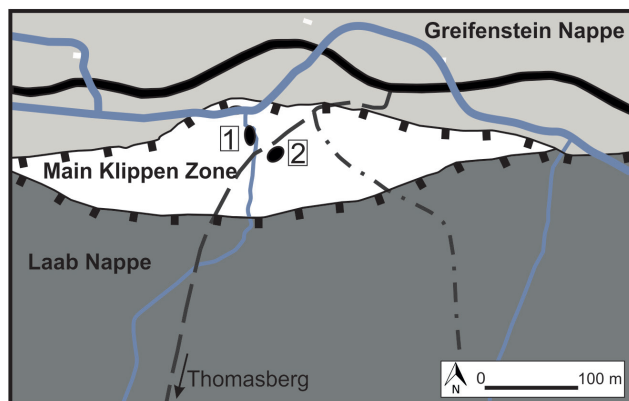 Greifenstein Nappe
1
2
Main Klippen Zone
Laab Nappe
Thomasberg
N
0 100 m